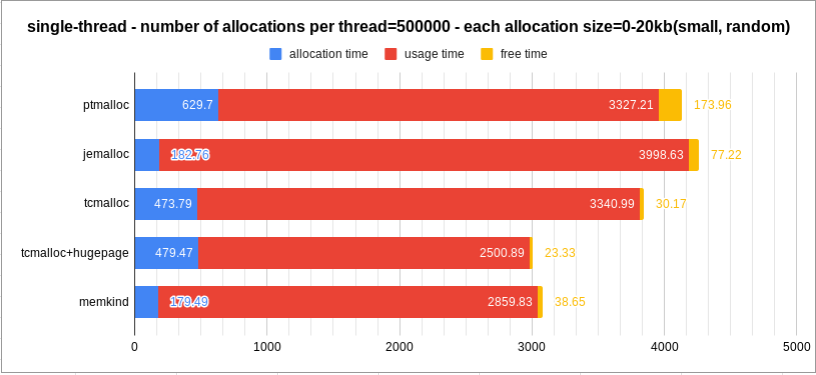 single-thread - number of allocations per thread=500000 - each allocation size=0-20kb(small, random)
allocation time usage time free time
ptmalloc 629.7 3327.21 173.96
jemalloc 182.76 3998.63 77.22
tcmalloc 473.79 3340.99 30.17
tcmalloc+hugepage 479.47 2500.89 23.33
memkind 179.49 2859.83 38.65
0 1000 2000 3000 4000 5000